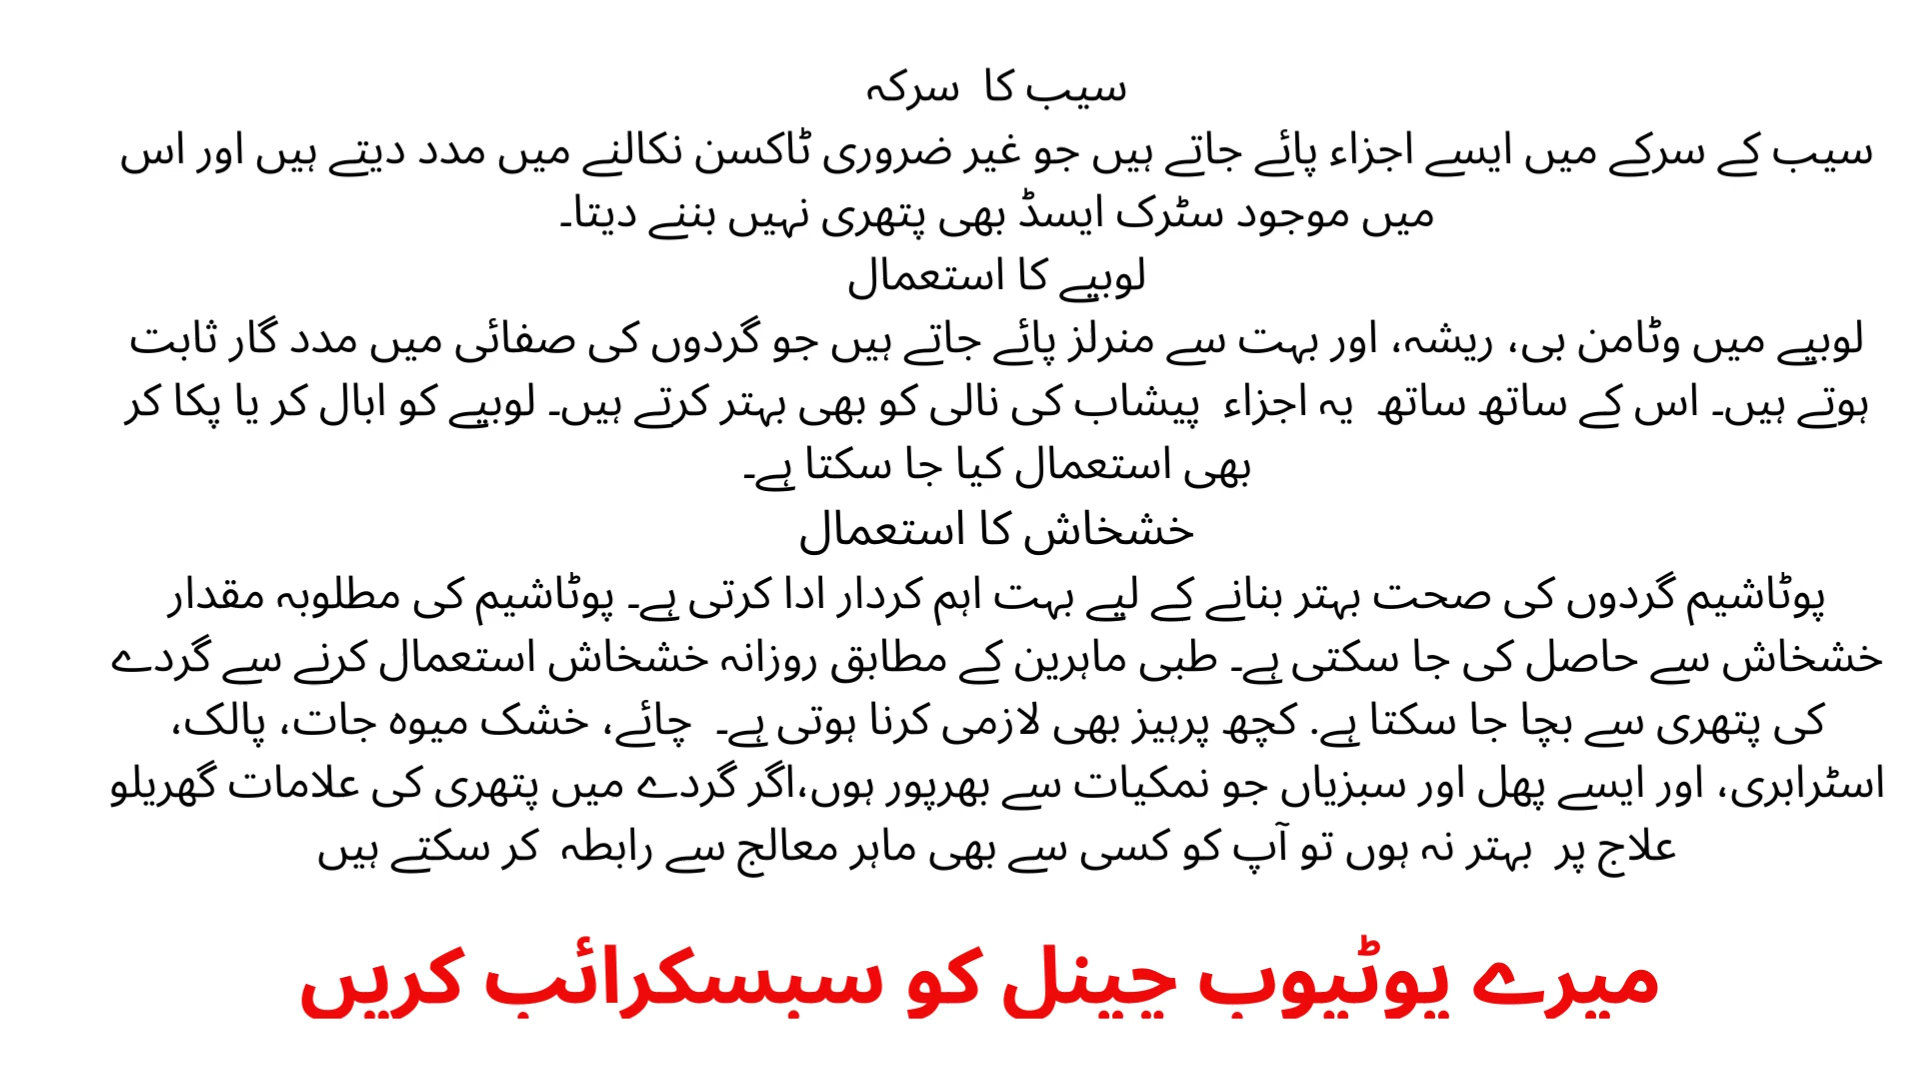 سیب کا سرکہ
سیب کے سرکے میں ایسے اجزاء پائے جاتے ہیں جو غیر ضروری ٹاکسن نکالنے میں مدد دیتے ہیں اور اس
میں موجود سٹرک ایسڈ بھی پتھری نہیں بننے دیتا۔
لوبیے کا استعمال
لوبیے میں وٹامن بی، ریشہ، اور بہت سے منرلز پائے جاتے ہیں جو گردوں کی صفائی میں مدد گار ثابت
ہوتے ہیں۔ اس کے ساتھ ساتھ یہ اجزاء پیشاب کی نالی کو بھی بہتر کرتے ہیں۔ لوبیے کو ابال کر یا پکا کر
بھی استعمال کیا جا سکتا ہے۔
خشخاش کا استعمال
پوٹاشیم گردوں کی صحت بہتر بنانے کے لیے بہت اہم کردار ادا کرتی ہے۔ پوٹاشیم کی مطلوبہ مقدار
خشخاش سے حاصل کی جا سکتی ہے۔ طبی ماہرین کے مطابق روزانہ خشخاش استعمال کرنے سے گردے
کی پتھری سے بچا جا سکتا ہے. کچھ پرہیز بھی لازمی کرنا ہوتی ہے۔ چائے، خشک میوہ جات، پالک،
اسٹرابری، اور ایسے پھل اور سبزیاں جو نمکیات سے بھرپور ہوں،اگر گردے میں پتھری کی علامات گھریلو
علاج پر بہتر نہ ہوں تو آپ کو کسی سے بھی ماہر معالج سے رابطہ کر سکتے ہیں
میرے یوٹیوب چینل کو سبسکرائب کریں